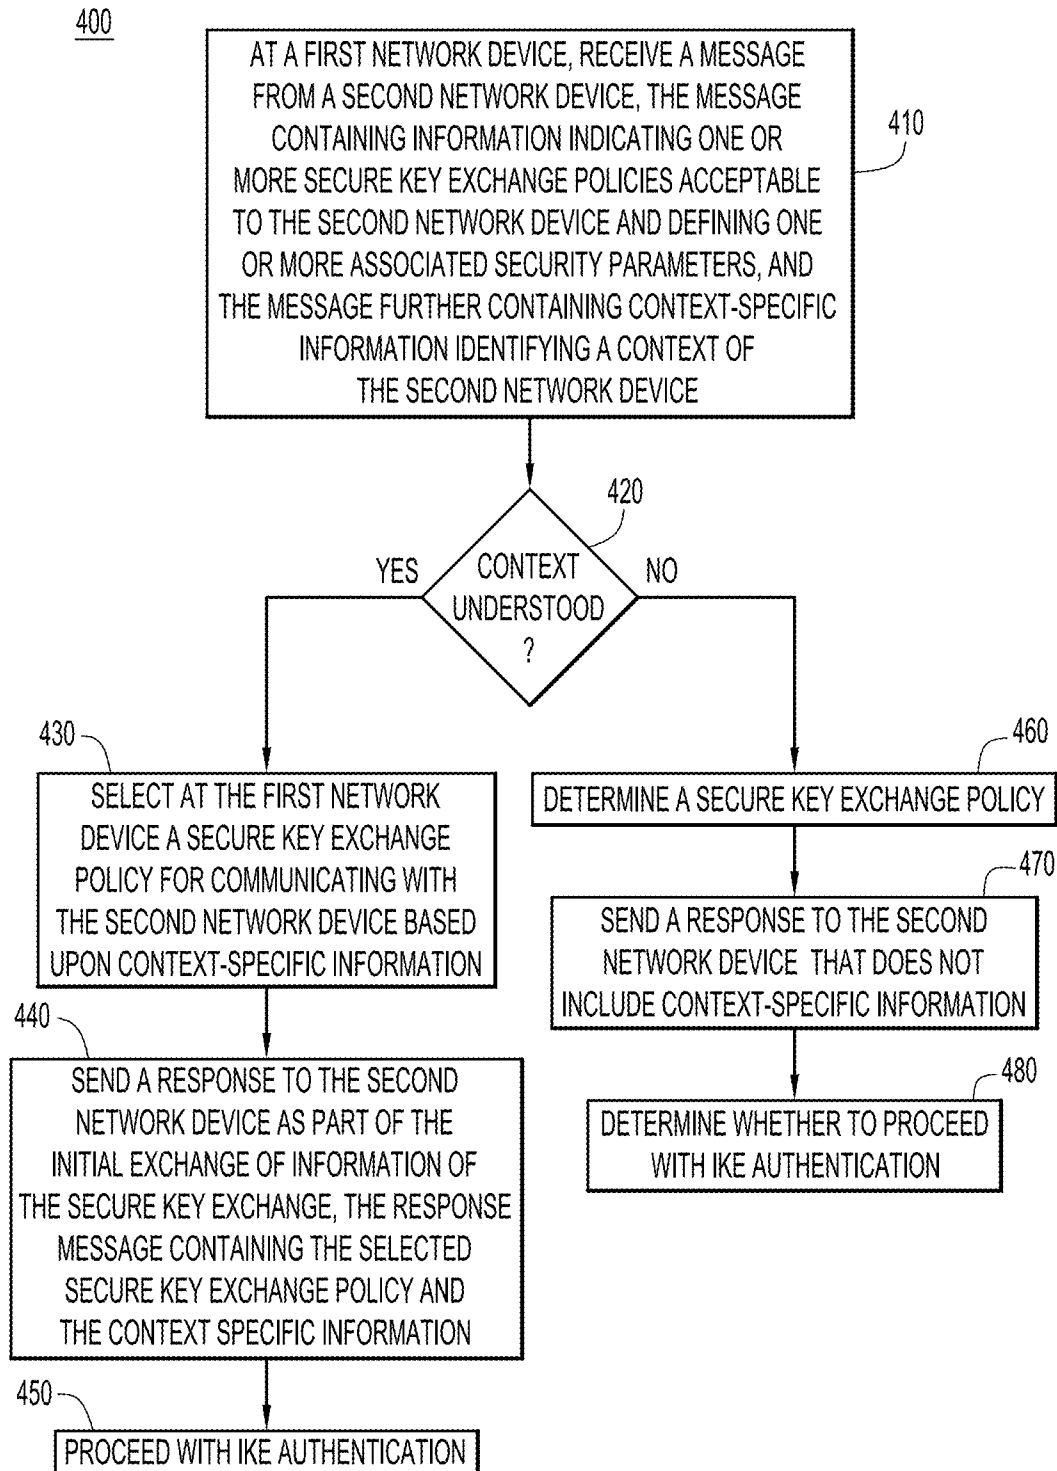 400
AT A FIRST NETWORK DEVICE, RECEIVE A MESSAGE
FROM A SECOND NETWORK DEVICE, THE MESSAGE
CONTAINING INFORMATION INDICATING ONE OR
MORE SECURE KEY EXCHANGE POLICIES ACCEPTABLE
TO THE SECOND NETWORK DEVICE AND DEFINING ONE
OR MORE ASSOCIATED SECURITY PARAMETERS, AND
THE MESSAGE FURTHER CONTAINING CONTEXT-SPECIFIC
INFORMATION IDENTIFYING A CONTEXT OF
THE SECOND NETWORK DEVICE
410
420
YES
CONTEXT
UNDERSTOOD
?
NO
430
SELECT AT THE FIRST NETWORK
DEVICE A SECURE KEY EXCHANGE
POLICY FOR COMMUNICATING WITH
THE SECOND NETWORK DEVICE BASED
UPON CONTEXT-SPECIFIC INFORMATION
440
SEND A RESPONSE TO THE SECOND
NETWORK DEVICE AS PART OF THE
INITIAL EXCHANGE OF INFORMATION OF
THE SECURE KEY EXCHANGE, THE RESPONSE
MESSAGE CONTAINING THE SELECTED
SECURE KEY EXCHANGE POLICY AND
THE CONTEXT SPECIFIC INFORMATION
450
PROCEED WITH IKE AUTHENTICATION
460
DETERMINE A SECURE KEY EXCHANGE POLICY
470
SEND A RESPONSE TO THE SECOND
NETWORK DEVICE THAT DOES NOT
INCLUDE CONTEXT-SPECIFIC INFORMATION
480
DETERMINE WHETHER TO PROCEED
WITH IKE AUTHENTICATION